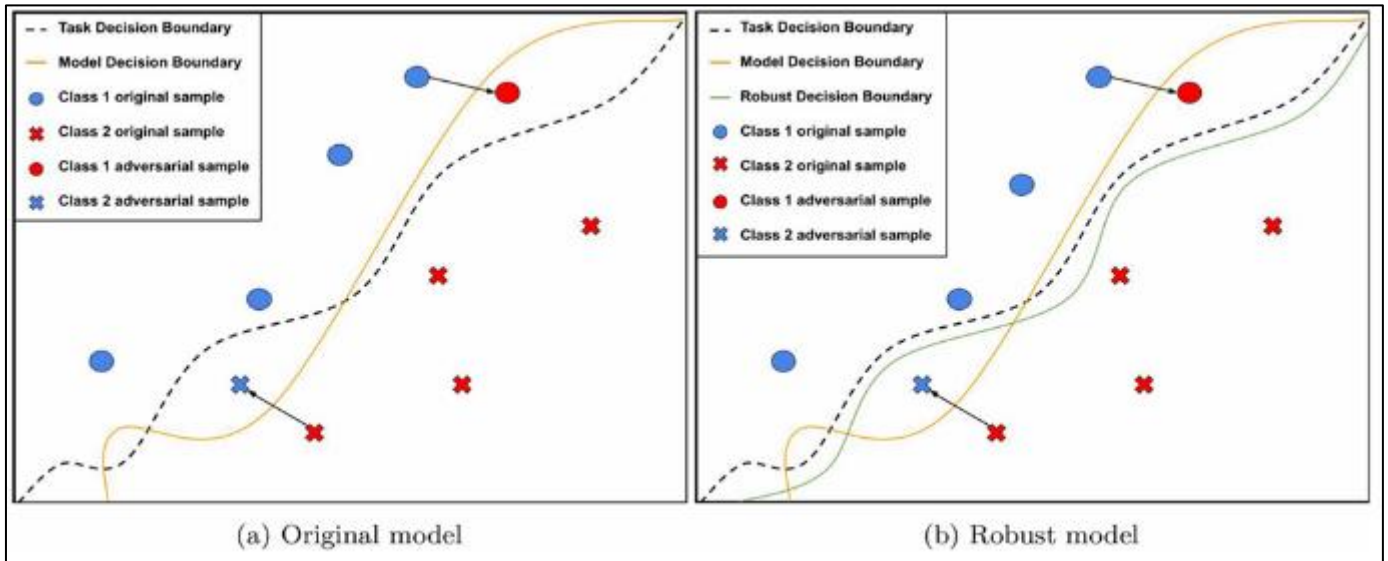 Task Decision Boundary
Model Decision Boundary
Class 1 original sample
Class 2 original sample
Class 1 adversarial sample
Class 2 adversarial sample
(a) Original model
Task Decision Boundary
Model Decision Boundary
Robust Decision Boundary
Class 1 original sample
Class 2 original sample
Class 1 adversarial sample
Class 2 adversarial sample
(b) Robust model